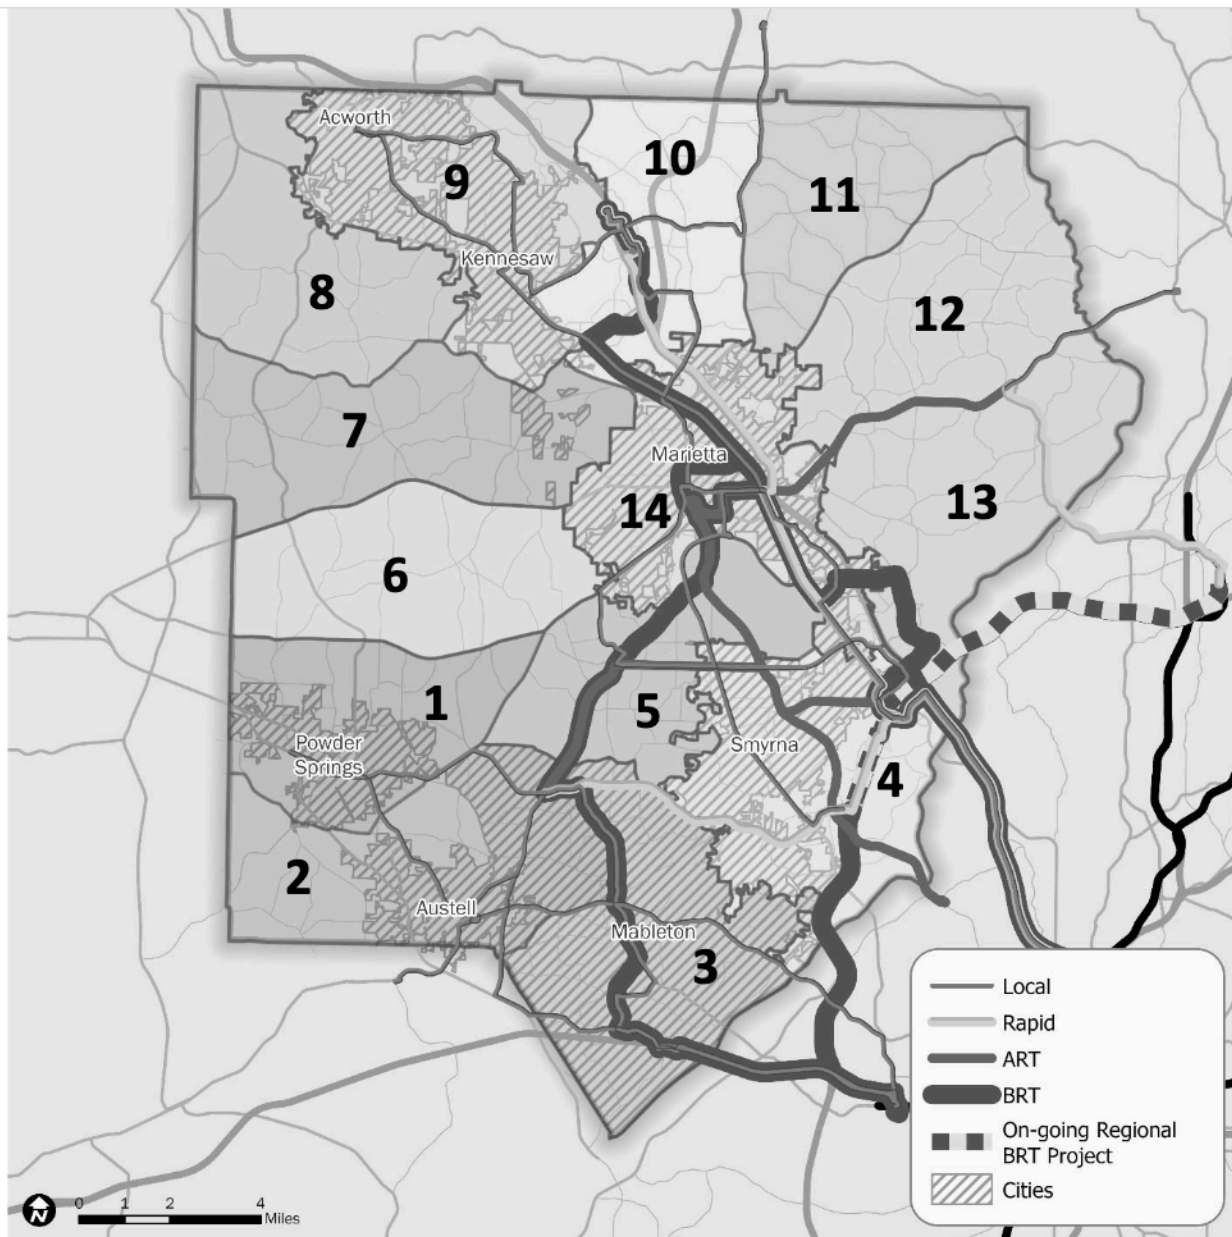 Acworth
10
9
11
Kennesaw
8
12
7
Marietta
14
13
6
1
5
Powder
Springs
Smyrna
4
2
Austell
Mableton
3
Local
Rapid
ART
BRT
On-going Regional
BRT Project
Cities
N
0 1 2 4
Miles